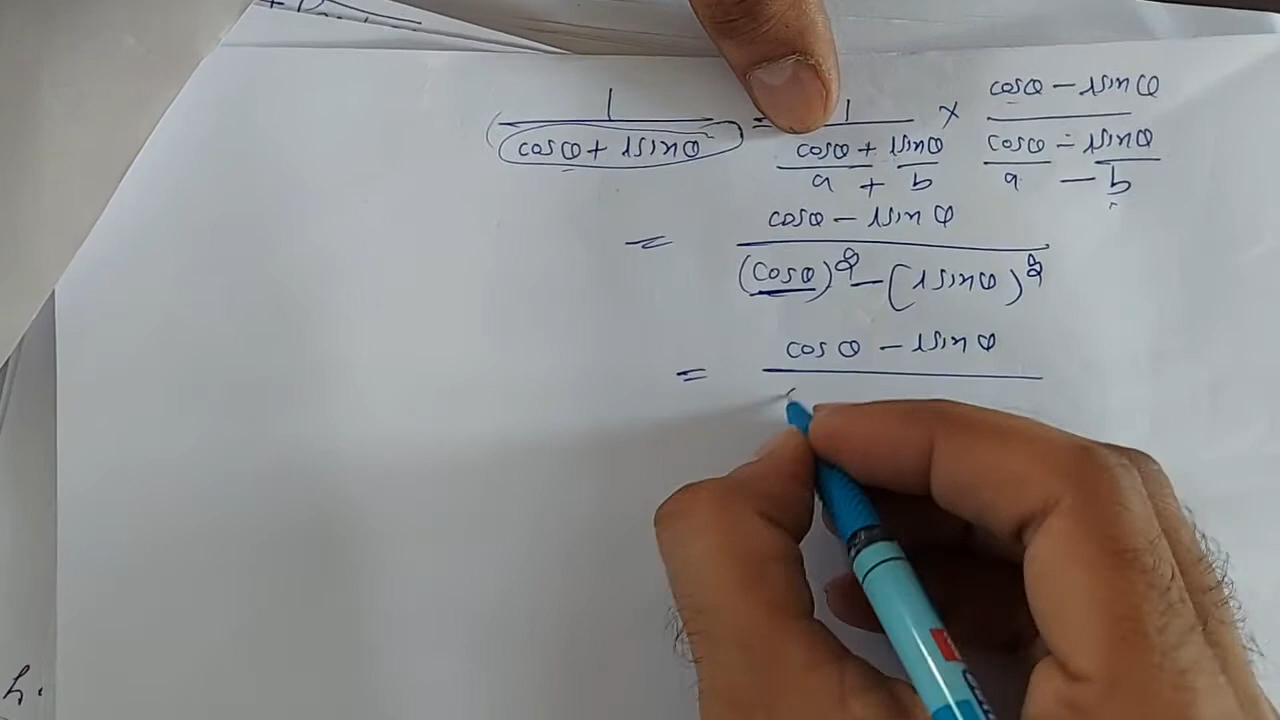 1/(cosθ + isinθ) = 1/(cosθ + isinθ) × (cosθ - isinθ)/(cosθ - isinθ)
a + b a - b
= (cosθ - isinθ)/((cosθ)² - (isinθ)²)
= cosθ - isinθ
h.